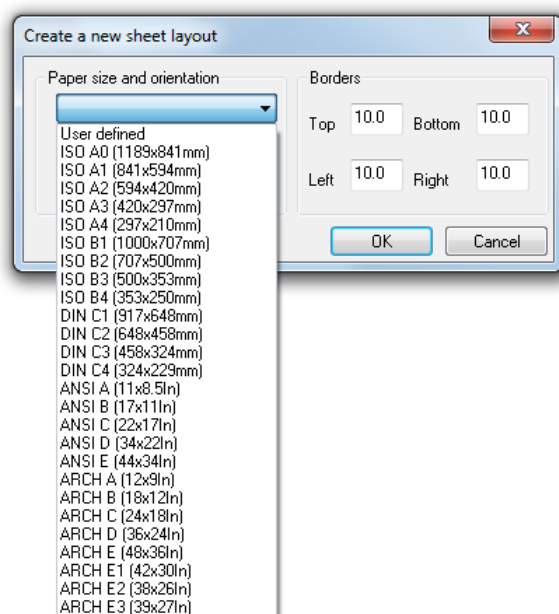 Create a new sheet layout
Paper size and orientation
User defined
ISO A0 (1189x841mm)
ISO A1 (841x594mm)
ISO A2 (594x420mm)
ISO A3 (420x297mm)
ISO A4 (297x210mm)
ISO B1 (1000x707mm)
ISO B2 (707x500mm)
ISO B3 (500x353mm)
ISO B4 (353x250mm)
DIN C1 (917x648mm)
DIN C2 (648x458mm)
DIN C3 (458x324mm)
DIN C4 (324x229mm)
ANSI A (11x8.5In)
ANSI B (17x11In)
ANSI C (22x17In)
ANSI D (34x22In)
ANSI E (44x34In)
ARCH A (12x9In)
ARCH B (18x12In)
ARCH C (24x18In)
ARCH D (36x24In)
ARCH E (48x36In)
ARCH E1 (42x30In)
ARCH E2 (38x26In)
ARCH E3 (39x27In)
Borders
Top 10.0 Bottom 10.0
Left 10.0 Right 10.0
OK Cancel